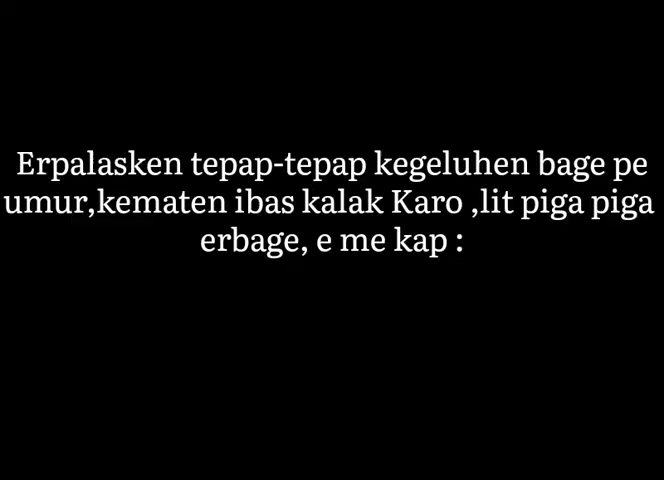 Erpalasken tepap-tepap kegeluhen bage pe
umur,kematen ibas kalak Karo ,lit piga piga
erbage, e me kap :